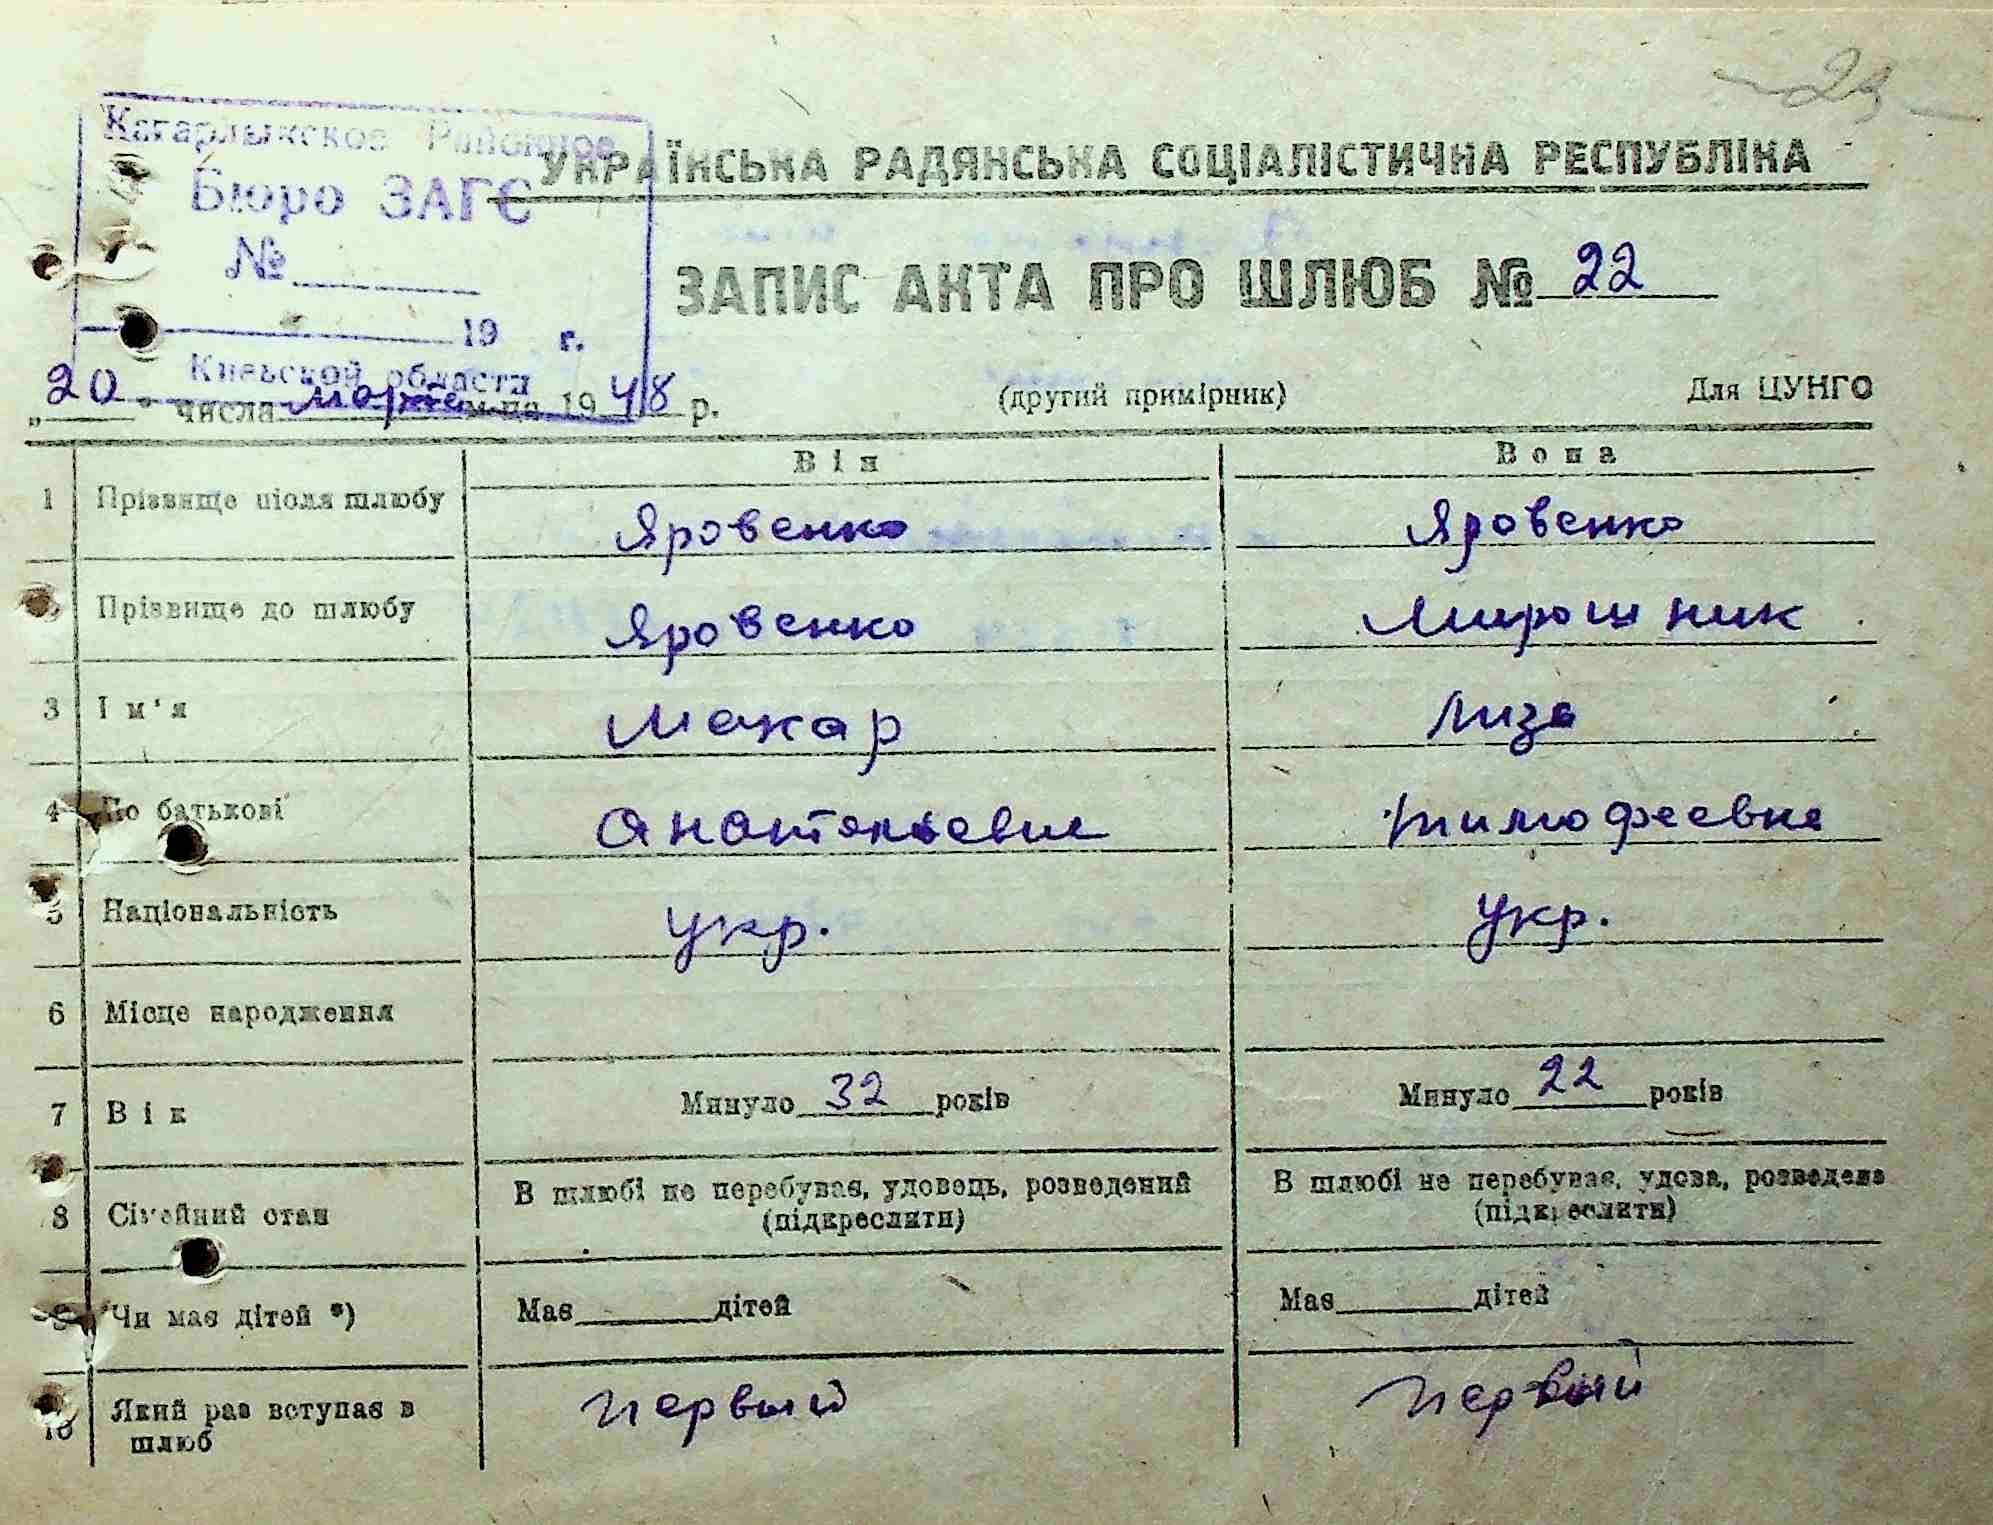 23
Кагарлыкское Районное
Бюро ЗАГС
№
19 г.
Киевской области
УКРАЇНСЬКА РАДЯНСЬКА СОЦІАЛІСТИЧНА РЕСПУБЛІКА
ЗАПИС АКТА ПРО ШЛЮБ № 22
„20" числа марта м-ця 1948 р. (другий примірник) Для ЦУНГО
Він Вона
1 Прізвище після шлюбу Яровенко Яровенко
Прізвище до шлюбу Яровенко Мирошник
3 Ім'я Макар Лиза
4 По батькові Тимофеевна
5 Національність укр. укр.
6 Місце народження
7 Вік Минуло 32 років Минуло 22 років
8 Сімейний стан В шлюбі не перебував, удовець, розведений (підкреслити) В шлюбі не перебувая, удова, розведена (підкреслити)
9 Чи має дітей *) Має дітей Має дітей
10 Який раз вступає в первый первый
шлюб